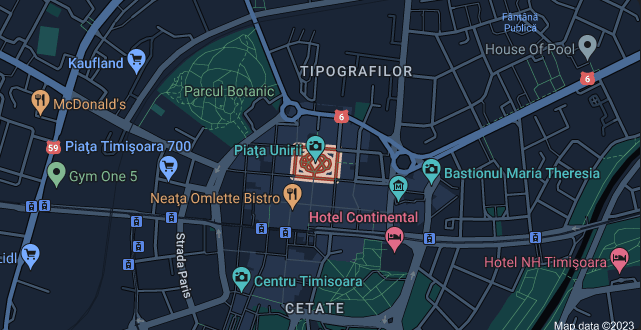 Fântâna
Publică
House Of Pool
Kaufland
TIPOGRAFILOR
6
Parcul Botanic
McDonald's
6
59
Piața Timișoara 700
Piața Unirii
Gym One 5
Bastionul Maria Theresia
Neața Omlette Bistro
Hotel Continental
Strada Paris
Lidl
Hotel NH Timișoara
Centru Timisoara
CETATE
Map data ©2023